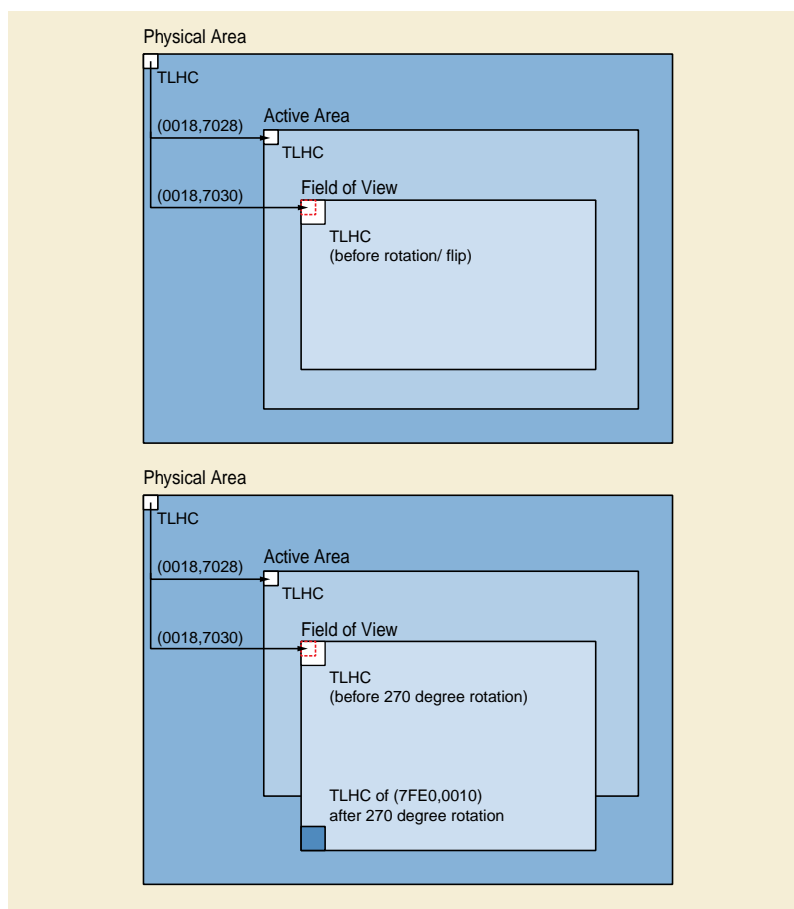 Physical Area
TLHC
Active Area
(0018,7028)
TLHC
Field of View
(0018,7030)
TLHC
(before rotation/ flip)
Physical Area
TLHC
Active Area
(0018,7028)
TLHC
Field of View
(0018,7030)
TLHC
(before 270 degree rotation)
TLHC of (7FE0,0010)
after 270 degree rotation